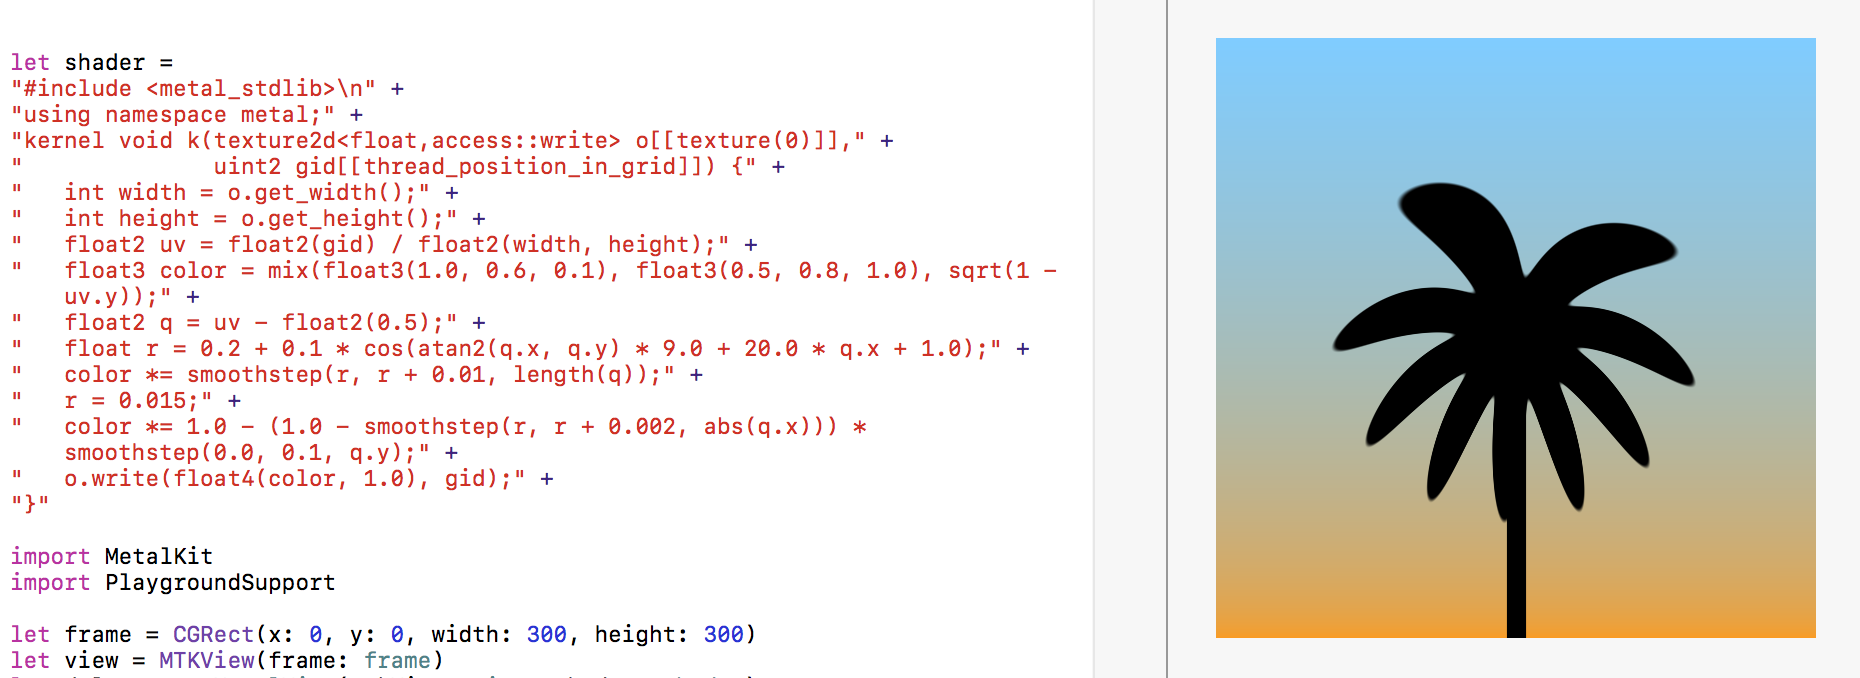 let shader =
"#include <metal_stdlib>\n" +
"using namespace metal;" +
"kernel void k(texture2d<float,access::write> o[[texture(0)]]," +
"              uint2 gid[[thread_position_in_grid]]) {" +
"   int width = o.get_width();" +
"   int height = o.get_height();" +
"   float2 uv = float2(gid) / float2(width, height);" +
"   float3 color = mix(float3(1.0, 0.6, 0.1), float3(0.5, 0.8, 1.0), sqrt(1 -
    uv.y));" +
"   float2 q = uv - float2(0.5);" +
"   float r = 0.2 + 0.1 * cos(atan2(q.x, q.y) * 9.0 + 20.0 * q.x + 1.0);" +
"   color *= smoothstep(r, r + 0.01, length(q));" +
"   r = 0.015;" +
"   color *= 1.0 - (1.0 - smoothstep(r, r + 0.002, abs(q.x))) *
    smoothstep(0.0, 0.1, q.y);" +
"   o.write(float4(color, 1.0), gid);" +
"}"
import MetalKit
import PlaygroundSupport
let frame = CGRect(x: 0, y: 0, width: 300, height: 300)
let view = MTKView(frame: frame)